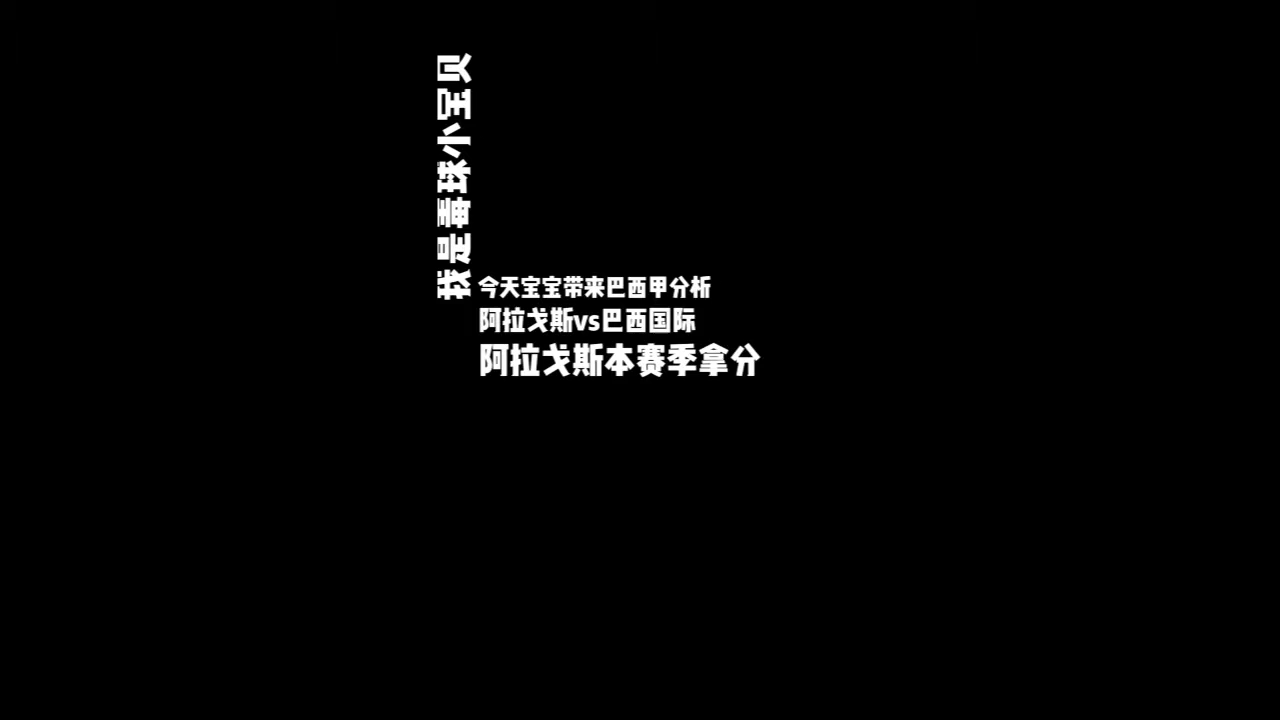 我是毒球小宝贝
今天宝宝带来巴西甲分析
阿拉戈斯vs巴西国际
阿拉戈斯本赛季拿分